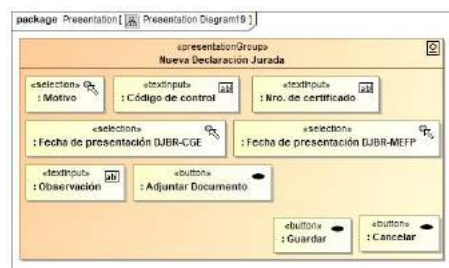 package Presentation [ Presentation Diagram19 ]
«presentationGroup»
Nueva Declaración Jurada
«selection»
: Motivo
«textInput»
: Código de control
«textInput»
: Nro. de certificado
«selection»
: Fecha de presentación DJBR-CGE
«selection»
: Fecha de presentación DJBR-MEFP
«textInput»
: Observación
«button»
: Adjuntar Documento
«button»
: Guardar
«button»
: Cancelar